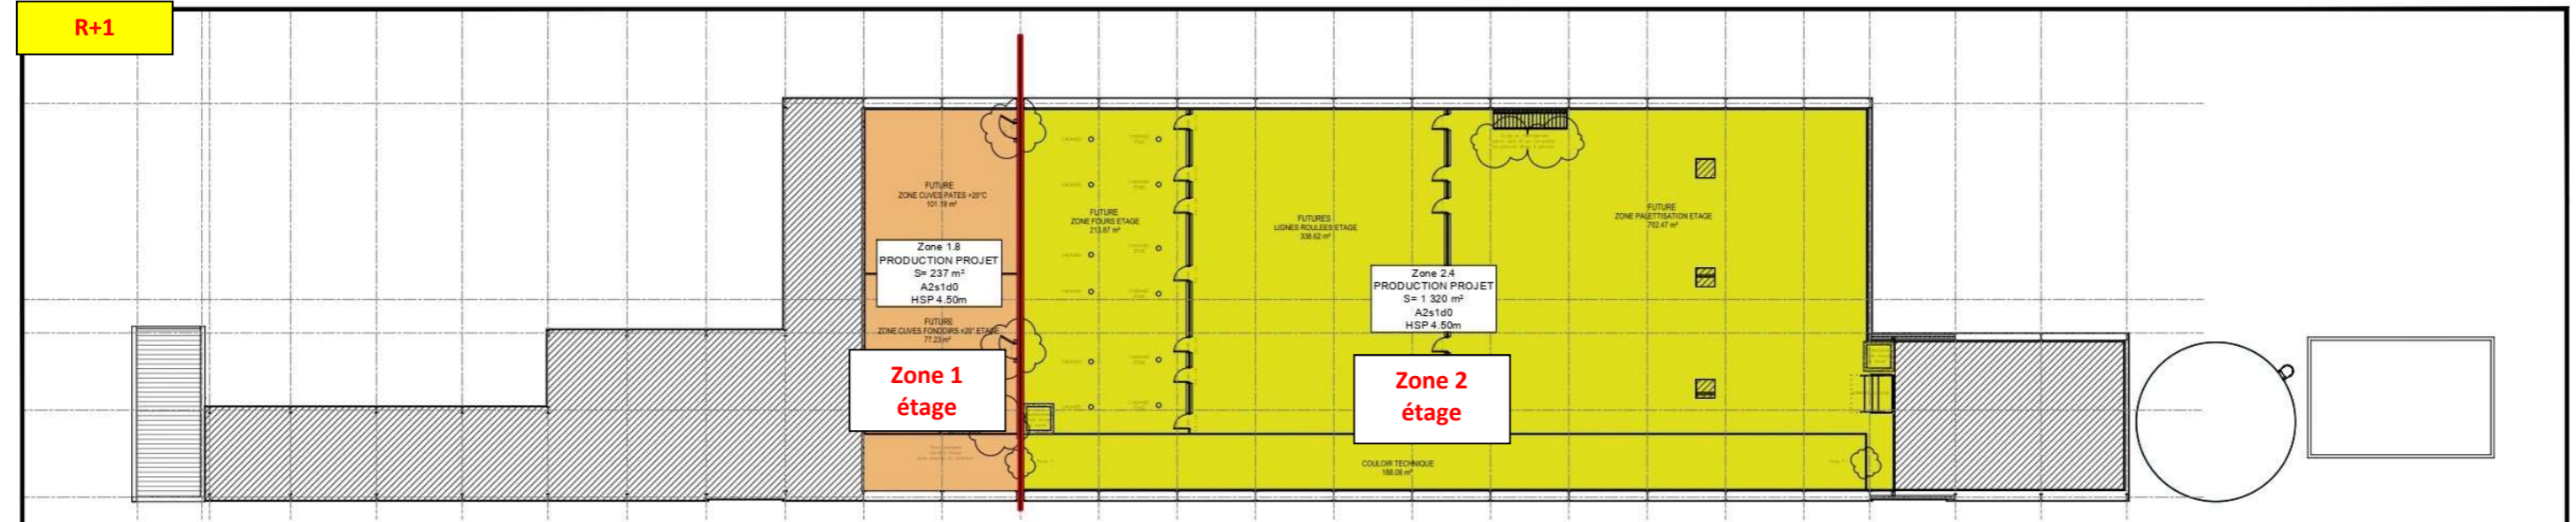 R+1
FUTURE
ZONE CUVES PATES +20°C
101.19 m²
Zone 1.8
PRODUCTION PROJET
S= 237 m²
A2s1d0
HSP 4.50m
FUTURE
ZONE CUVES FONDOIRS +20° ETAGE
77.23 m²
Zone 1
étage
FUTURE
ZONE FOURS ETAGE
213.87 m²
FUTURES
LIGNES ROULEES ETAGE
338.62 m²
FUTURE
ZONE PALETTISATION ETAGE
702.47 m²
Zone 2.4
PRODUCTION PROJET
S= 1 320 m²
A2s1d0
HSP 4.50m
Zone 2
étage
COULOIR TECHNIQUE